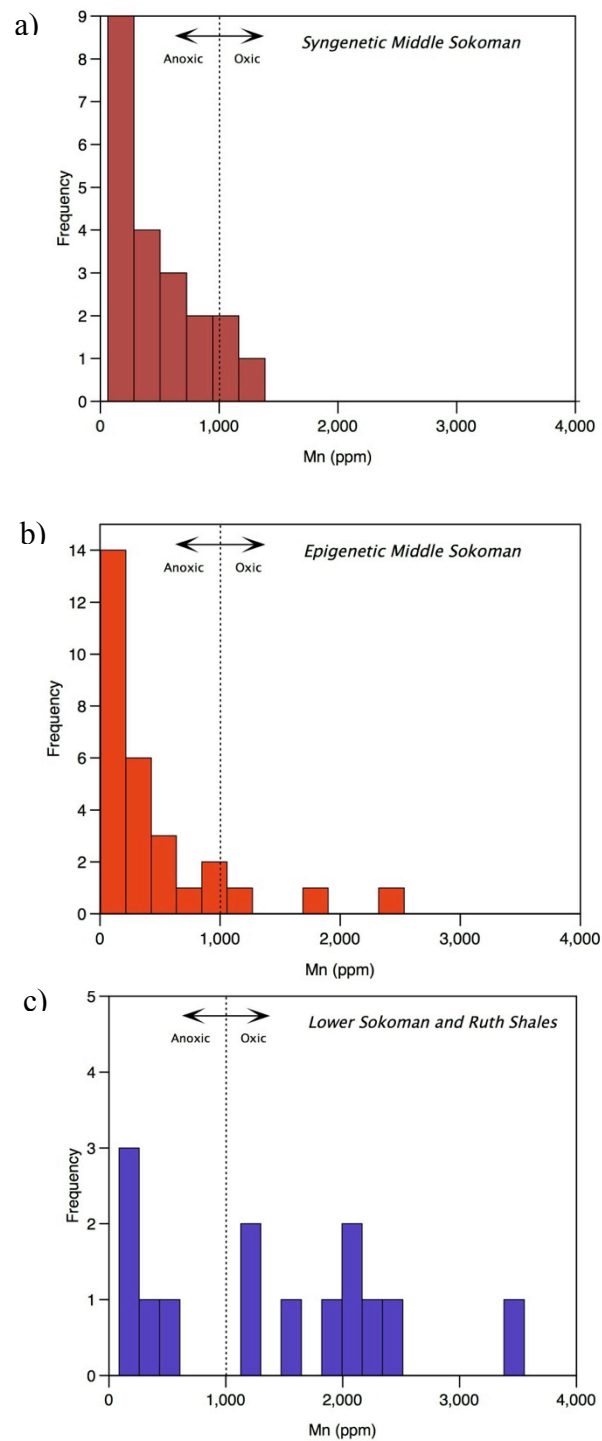 a)
9
8
7
6
5
4
3
2
1
0
Frequency
Syngenetic Middle Sokoman
Anoxic Oxic
0 1,000 2,000 3,000 4,000
Mn (ppm)
b)
14
12
10
8
6
4
2
0
Frequency
Epigenetic Middle Sokoman
Anoxic Oxic
0 1,000 2,000 3,000 4,000
Mn (ppm)
c)
5
4
3
2
1
0
Frequency
Lower Sokoman and Ruth Shales
Anoxic Oxic
0 1,000 2,000 3,000 4,000
Mn (ppm)